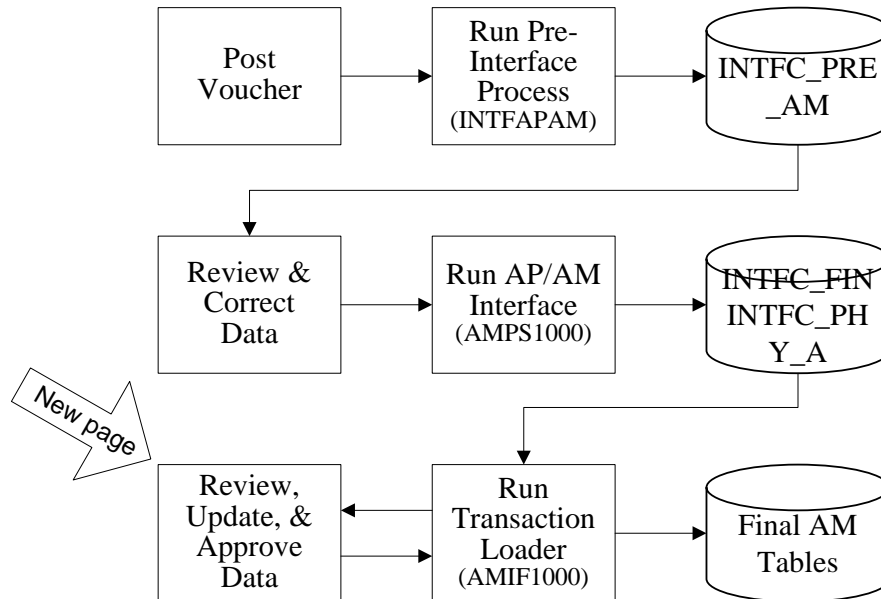 Post
Voucher
Run Pre-
Interface
Process
(INTFAPAM)
INTFC_PRE
_AM
Review &
Correct
Data
Run AP/AM
Interface
(AMPS1000)
INTFC_FIN
INTFC_PH
Y_A
New page
Review,
Update, &
Approve
Data
Run
Transaction
Loader
(AMIF1000)
Final AM
Tables